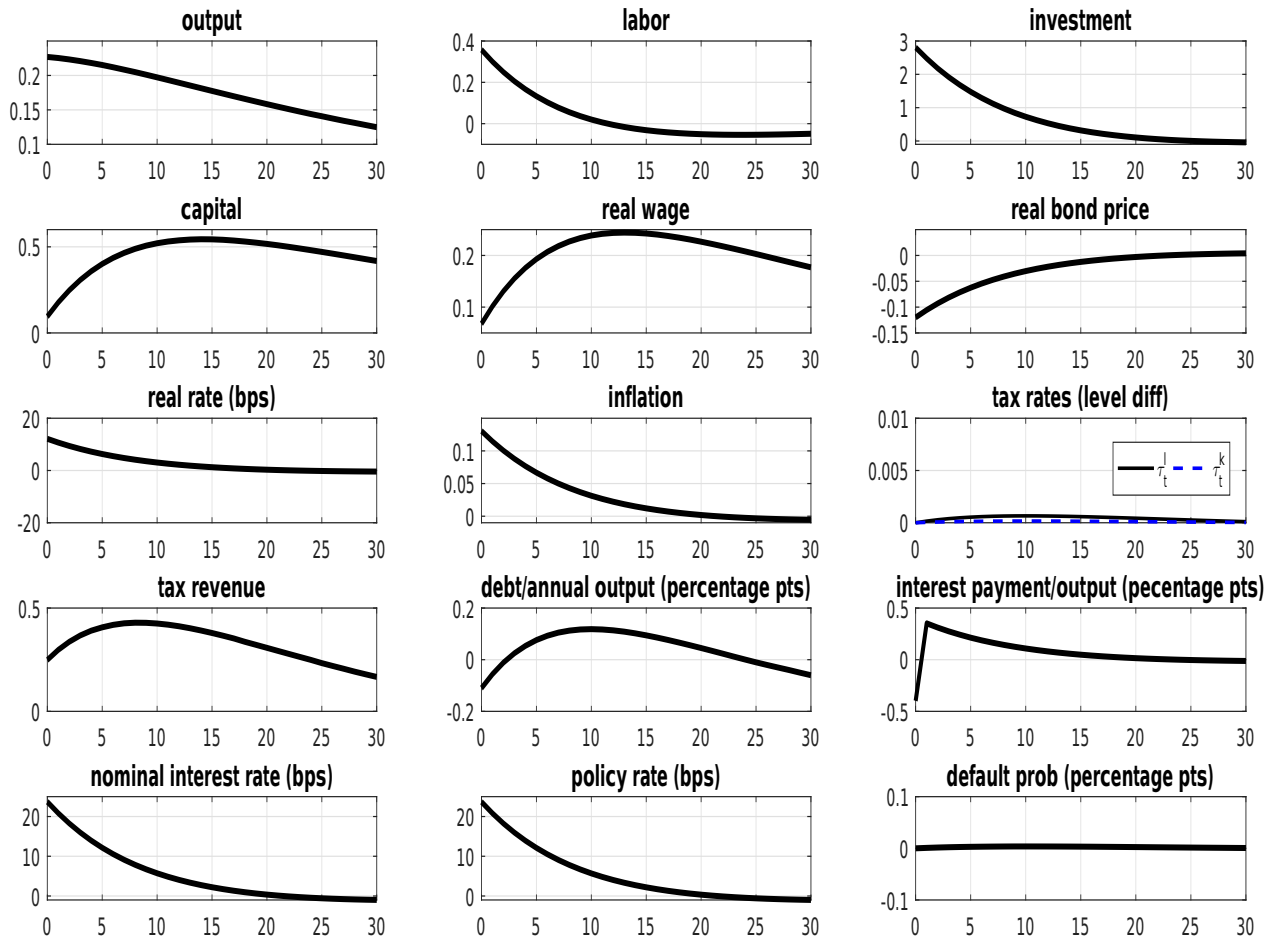 output
0.2
0.15
0.1
0 5 10 15 20 25 30
labor
0.4
0.2
0
0 5 10 15 20 25 30
investment
3
2
1
0
0 5 10 15 20 25 30
capital
0.5
0
0 5 10 15 20 25 30
real wage
0.2
0.1
0 5 10 15 20 25 30
real bond price
0
-0.05
-0.1
-0.15
0 5 10 15 20 25 30
real rate (bps)
20
0
-20
0 5 10 15 20 25 30
inflation
0.1
0.05
0
0 5 10 15 20 25 30
tax rates (level diff)
0.01
0.005
0
τ_t^l τ_t^k
0 5 10 15 20 25 30
tax revenue
0.5
0
0 5 10 15 20 25 30
debt/annual output (percentage pts)
0.2
0
-0.2
0 5 10 15 20 25 30
interest payment/output (pecentage pts)
0.5
0
-0.5
0 5 10 15 20 25 30
nominal interest rate (bps)
20
10
0
0 5 10 15 20 25 30
policy rate (bps)
20
10
0
0 5 10 15 20 25 30
default prob (percentage pts)
0.1
0
-0.1
0 5 10 15 20 25 30